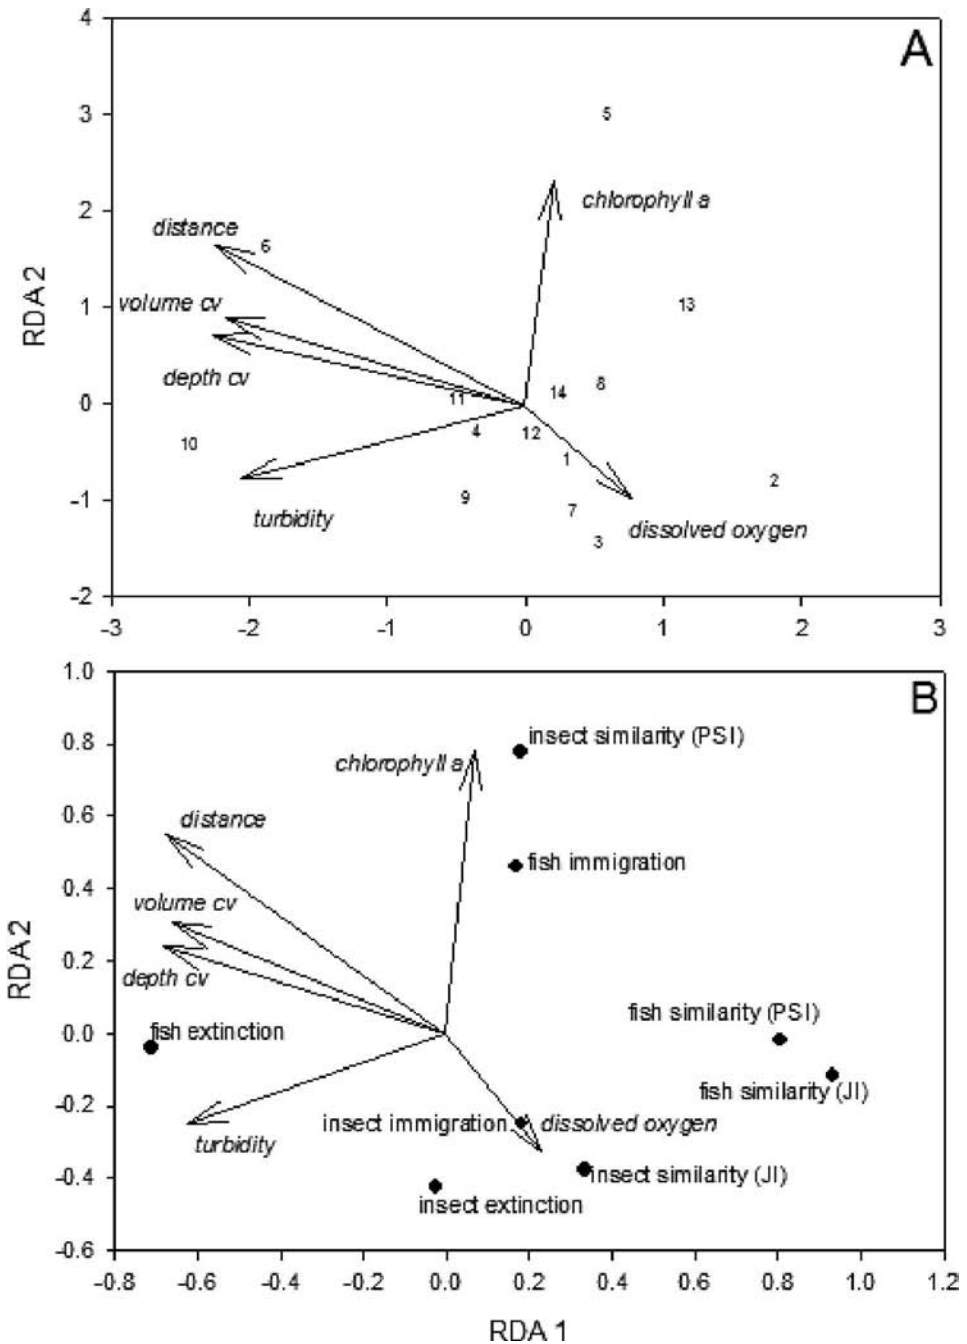 4
A
3
5
chlorophyll a
2
distance
6
RDA 2
volume cv
1
13
depth cv
8
14
11
0
4
12
10
1
2
9
-1
7
turbidity
dissolved oxygen
3
-2
-3 -2 -1 0 1 2 3
1.0
B
0.8
insect similarity (PSI)
chlorophyll a
0.6
distance
fish immigration
0.4
volume cv
RDA 2
0.2
depth cv
fish similarity (PSI)
0.0
fish extinction
fish similarity (JI)
-0.2
insect immigration
dissolved oxygen
turbidity
insect similarity (JI)
-0.4
insect extinction
-0.6
-0.8 -0.6 -0.4 -0.2 0.0 0.2 0.4 0.6 0.8 1.0 1.2
RDA 1